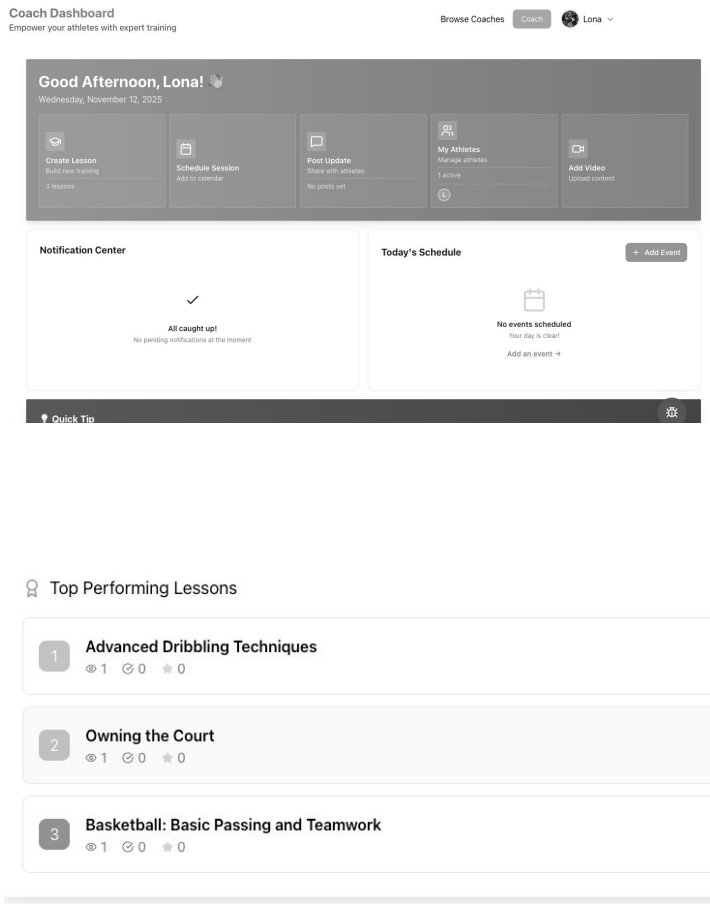 Coach Dashboard
Empower your athletes with expert training
Browse Coaches
Coach
Lona
Good Afternoon, Lona! 👋
Wednesday, November 12, 2025
Create Lesson
Build new training
3 lessons
Schedule Session
Add to calendar
Post Update
Share with athletes
No posts yet
My Athletes
Manage athletes
1 active
L
Add Video
Upload content
Notification Center
All caught up!
No pending notifications at the moment
Today's Schedule
+ Add Event
No events scheduled
Your day is clear!
Add an event →
Quick Tip
Top Performing Lessons
1
Advanced Dribbling Techniques
1 0 0
2
Owning the Court
1 0 0
3
Basketball: Basic Passing and Teamwork
1 0 0